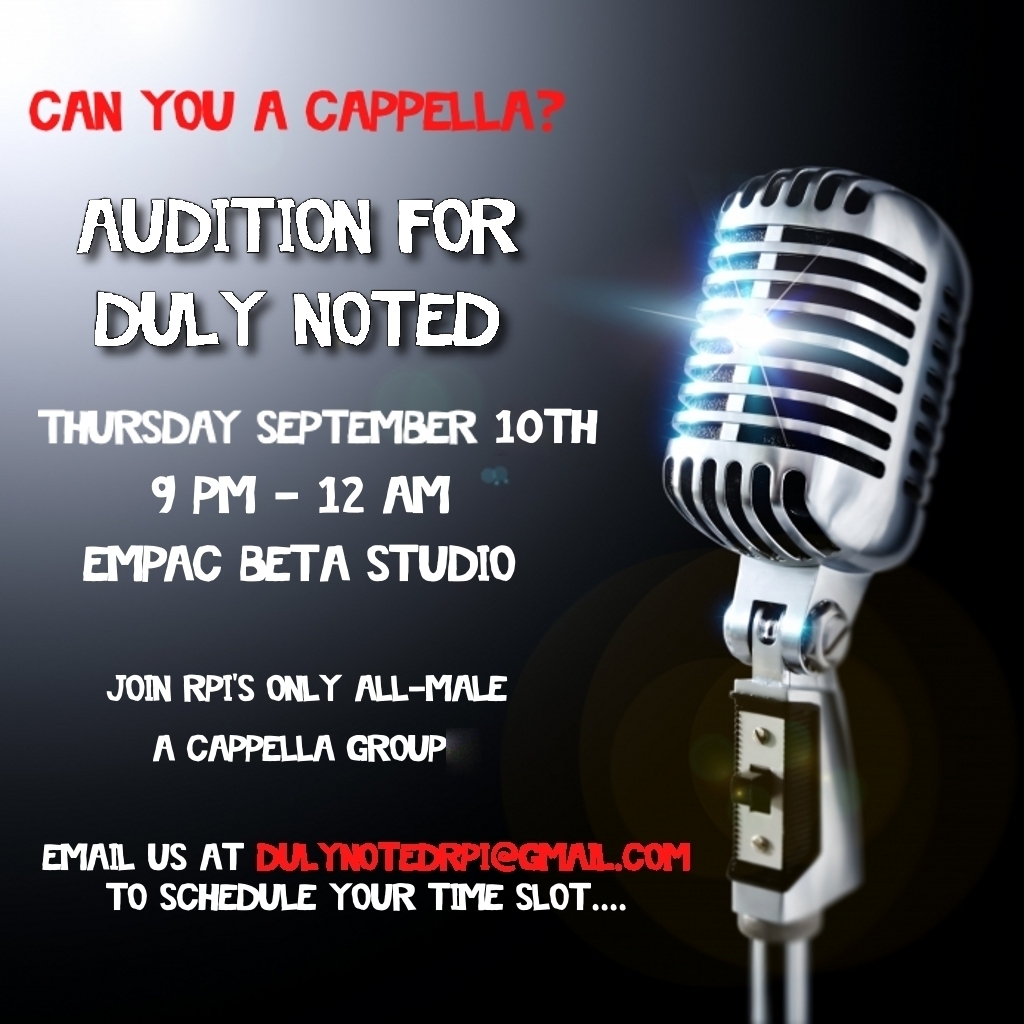 CAN YOU A CAPPELLA?
AUDITION FOR
DULY NOTED
THURSDAY SEPTEMBER 10TH
9 PM - 12 AM
EMPAC BETA STUDIO
JOIN RPI'S ONLY ALL-MALE
A CAPPELLA GROUP
EMAIL US AT DULYNOTEDRPI@GMAIL.COM
TO SCHEDULE YOUR TIME SLOT....